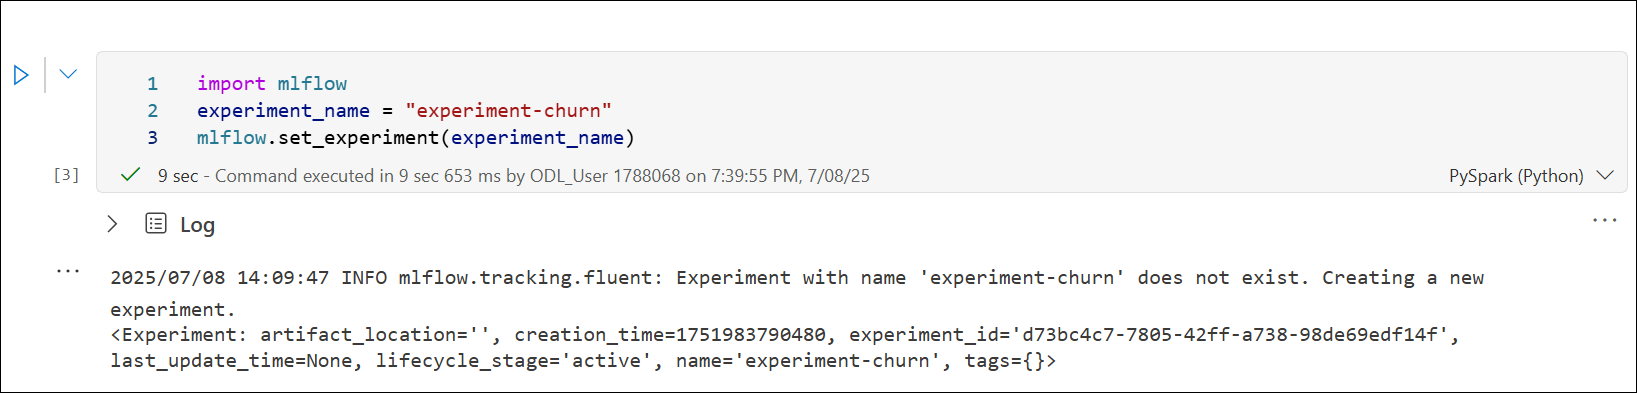 1 import mlflow
2 experiment_name = "experiment-churn"
3 mlflow.set_experiment(experiment_name)
[3] 9 sec - Command executed in 9 sec 653 ms by ODL_User 1788068 on 7:39:55 PM, 7/08/25 PySpark (Python)
Log
2025/07/08 14:09:47 INFO mlflow.tracking.fluent: Experiment with name 'experiment-churn' does not exist. Creating a new
experiment.
<Experiment: artifact_location='', creation_time=1751983790480, experiment_id='d73bc4c7-7805-42ff-a738-98de69edf14f',
last_update_time=None, lifecycle_stage='active', name='experiment-churn', tags={}>